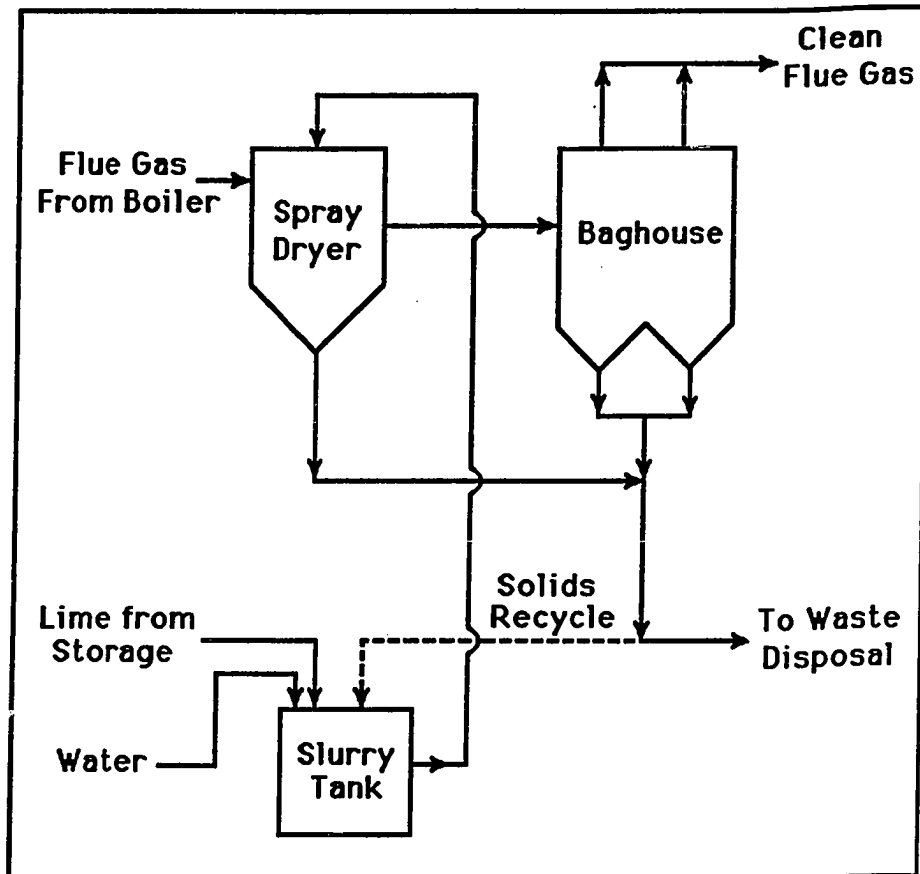 Clean
Flue Gas
Flue Gas
From Boiler
Spray
Dryer
Baghouse
Solids
Recycle
Lime from
Storage
To Waste
Disposal
Water
Slurry
Tank